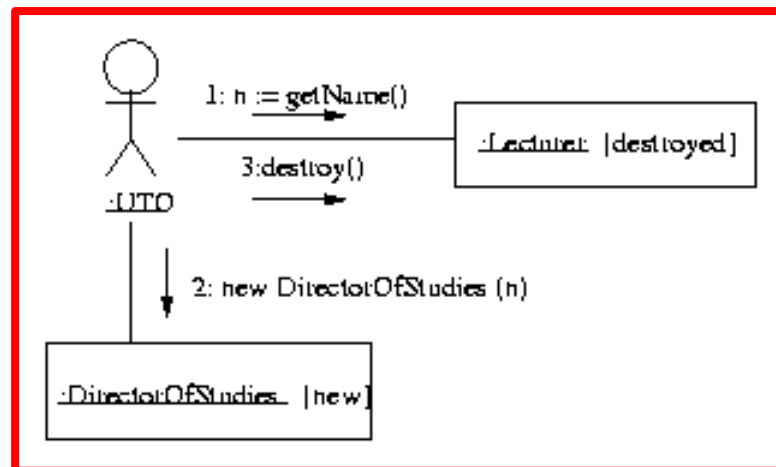 1: n := getName()
:Lecturer [destroyed]
3:destroy()
:UTO
2: new DirectorOfStudies (n)
:DirectorOfStudies [new]